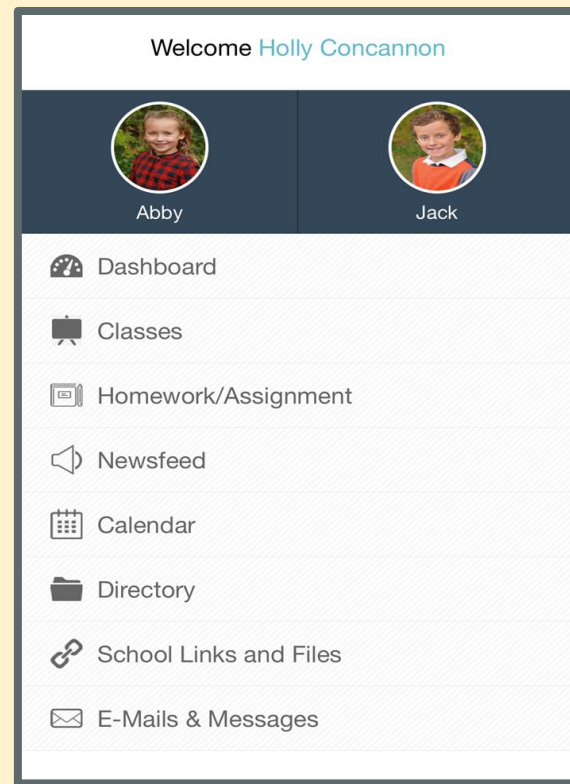 Welcome Holly Concannon
Abby
Jack
Dashboard
Classes
Homework/Assignment
Newsfeed
Calendar
Directory
School Links and Files
E-Mails & Messages